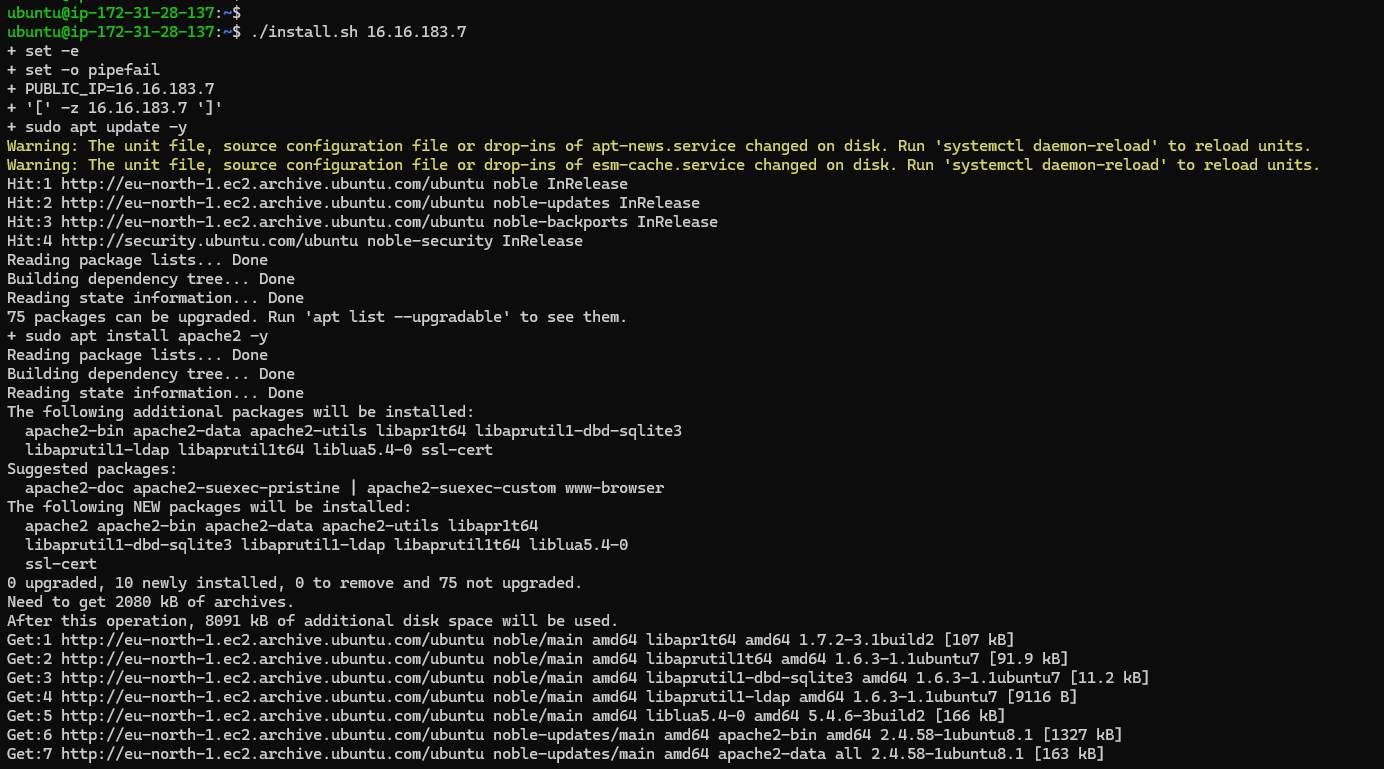 ubuntu@ip-172-31-28-137:~$
ubuntu@ip-172-31-28-137:~$ ./install.sh 16.16.183.7
+ set -e
+ set -o pipefail
+ PUBLIC_IP=16.16.183.7
+ '[' -z 16.16.183.7 ']'
+ sudo apt update -y
Warning: The unit file, source configuration file or drop-ins of apt-news.service changed on disk. Run 'systemctl daemon-reload' to reload units.
Warning: The unit file, source configuration file or drop-ins of esm-cache.service changed on disk. Run 'systemctl daemon-reload' to reload units.
Hit:1 http://eu-north-1.ec2.archive.ubuntu.com/ubuntu noble InRelease
Hit:2 http://eu-north-1.ec2.archive.ubuntu.com/ubuntu noble-updates InRelease
Hit:3 http://eu-north-1.ec2.archive.ubuntu.com/ubuntu noble-backports InRelease
Hit:4 http://security.ubuntu.com/ubuntu noble-security InRelease
Reading package lists... Done
Building dependency tree... Done
Reading state information... Done
75 packages can be upgraded. Run 'apt list --upgradable' to see them.
+ sudo apt install apache2 -y
Reading package lists... Done
Building dependency tree... Done
Reading state information... Done
The following additional packages will be installed:
  apache2-bin apache2-data apache2-utils libapr1t64 libaprutil1-dbd-sqlite3
  libaprutil1-ldap libaprutil1t64 liblua5.4-0 ssl-cert
Suggested packages:
  apache2-doc apache2-suexec-pristine | apache2-suexec-custom www-browser
The following NEW packages will be installed:
  apache2 apache2-bin apache2-data apache2-utils libapr1t64
  libaprutil1-dbd-sqlite3 libaprutil1-ldap libaprutil1t64 liblua5.4-0
  ssl-cert
0 upgraded, 10 newly installed, 0 to remove and 75 not upgraded.
Need to get 2080 kB of archives.
After this operation, 8091 kB of additional disk space will be used.
Get:1 http://eu-north-1.ec2.archive.ubuntu.com/ubuntu noble/main amd64 libapr1t64 amd64 1.7.2-3.1build2 [107 kB]
Get:2 http://eu-north-1.ec2.archive.ubuntu.com/ubuntu noble/main amd64 libaprutil1t64 amd64 1.6.3-1.1ubuntu7 [91.9 kB]
Get:3 http://eu-north-1.ec2.archive.ubuntu.com/ubuntu noble/main amd64 libaprutil1-dbd-sqlite3 amd64 1.6.3-1.1ubuntu7 [11.2 kB]
Get:4 http://eu-north-1.ec2.archive.ubuntu.com/ubuntu noble/main amd64 libaprutil1-ldap amd64 1.6.3-1.1ubuntu7 [9116 B]
Get:5 http://eu-north-1.ec2.archive.ubuntu.com/ubuntu noble/main amd64 liblua5.4-0 amd64 5.4.6-3build2 [166 kB]
Get:6 http://eu-north-1.ec2.archive.ubuntu.com/ubuntu noble-updates/main amd64 apache2-bin amd64 2.4.58-1ubuntu8.1 [1327 kB]
Get:7 http://eu-north-1.ec2.archive.ubuntu.com/ubuntu noble-updates/main amd64 apache2-data all 2.4.58-1ubuntu8.1 [163 kB]